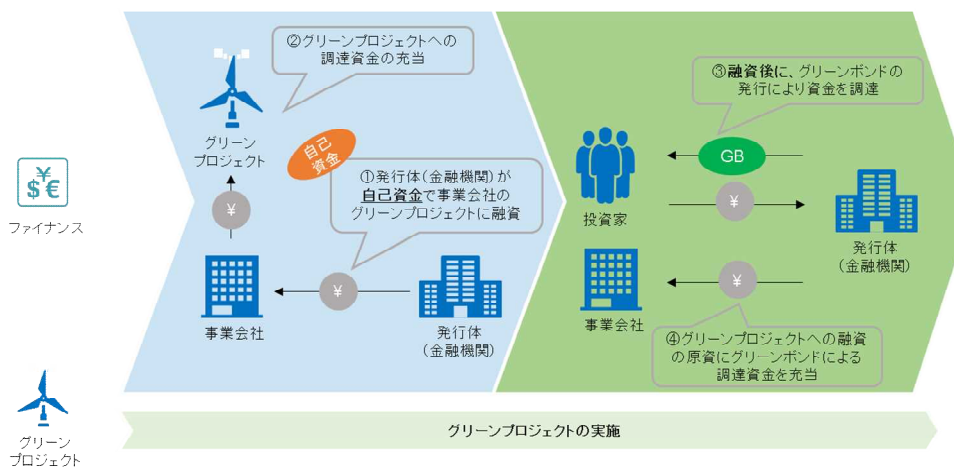 ②グリーンプロジェクトへの
調達資金の充当
グリーン
プロジェクト
自己
資金
①発行体(金融機関)が
自己資金で事業会社の
グリーンプロジェクトに融資
¥
¥
事業会社
発行体
(金融機関)
③融資後に、グリーンボンドの
発行により資金を調達
GB
¥
投資家
発行体
(金融機関)
¥
事業会社
④グリーンプロジェクトへの融資
の原資にグリーンボンドによる
調達資金を充当
¥
$€
ファイナンス
グリーン
プロジェクト
グリーンプロジェクトの実施